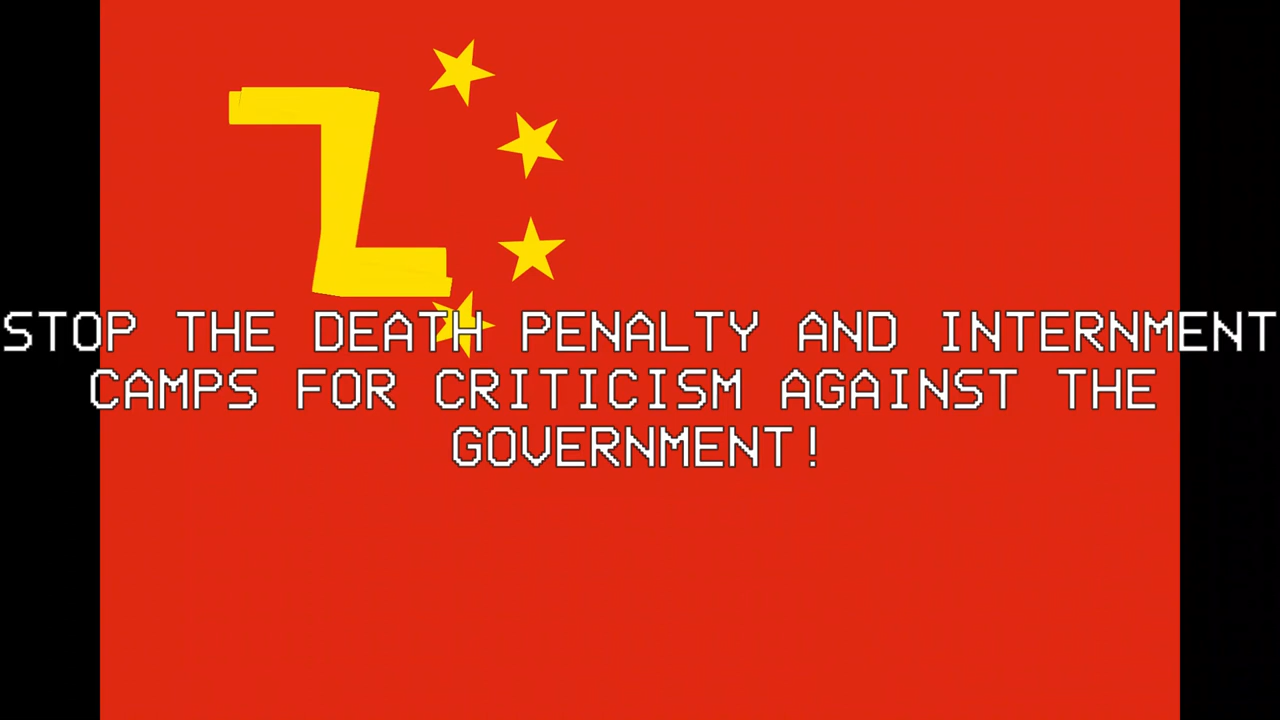 Z
STOP THE DEATH PENALTY AND INTERNMENT
CAMPS FOR CRITICISM AGAINST THE
GOVERNMENT!